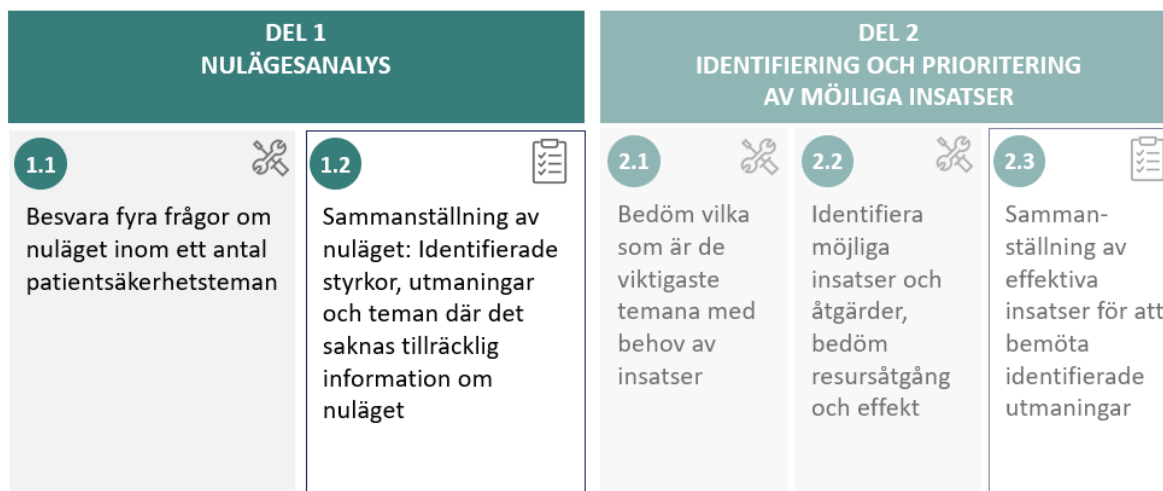 DEL 1
NULÄGESANALYS
DEL 2
IDENTIFIERING OCH PRIORITERING
AV MÖJLIGA INSATSER
1.1
Besvara fyra frågor om
nuläget inom ett antal
patientsäkerhetsteman
1.2
Sammanställning av
nuläget: Identifierade
styrkor, utmaningar
och teman där det
saknas tillräcklig
information om
nuläget
2.1
Bedöm vilka
som är de
viktigaste
temana med
behov av
insatser
2.2
Identifiera
möjliga
insatser och
åtgärder,
bedöm
resursåtgång
och effekt
2.3
Samman-
ställning av
effektiva
insatser för att
bemöta
identifierade
utmaningar